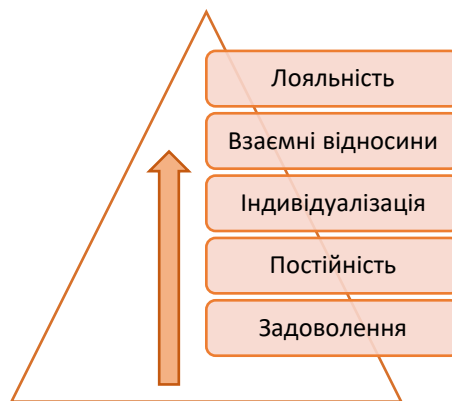 Лояльність
Взаємні відносини
Індивідуалізація
Постійність
Задоволення